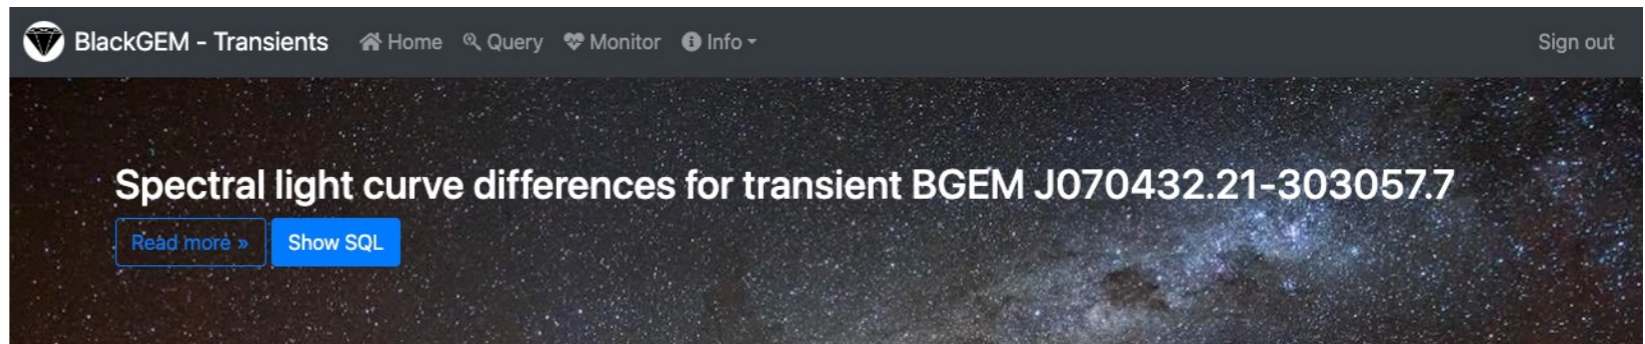 BlackGEM - Transients Home Query Monitor Info Sign out
Spectral light curve differences for transient BGEM J070432.21-303057.7
Read more » Show SQL